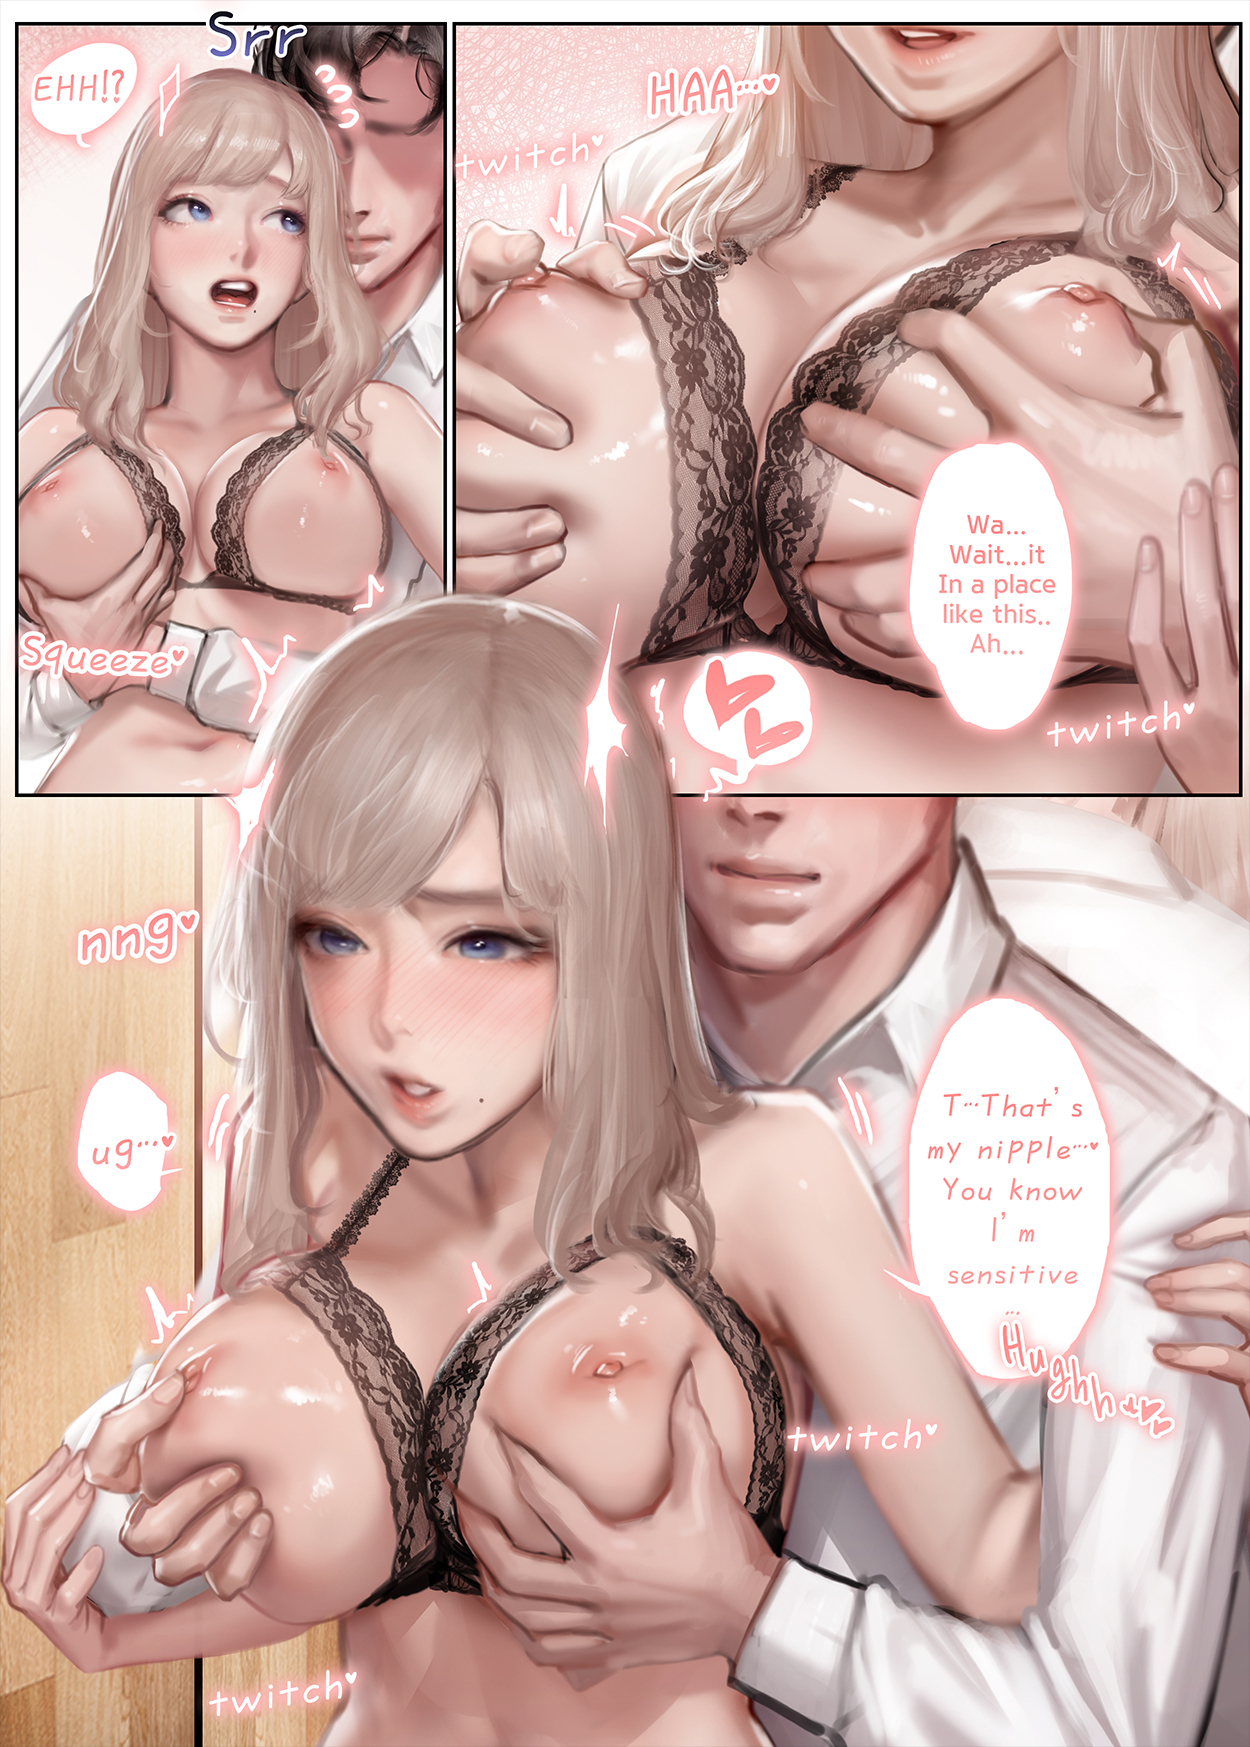 Srr
EHH!?
Squeeze♥
HAA…♥
twitch♥
Wa...
Wait...it
In a place
like this..
Ah...
twitch♥
nng♥
ug…♥
T…That's
my nipple…♥
You know
I'm
sensitive
…
Hughh♥♥
twitch♥
twitch♥